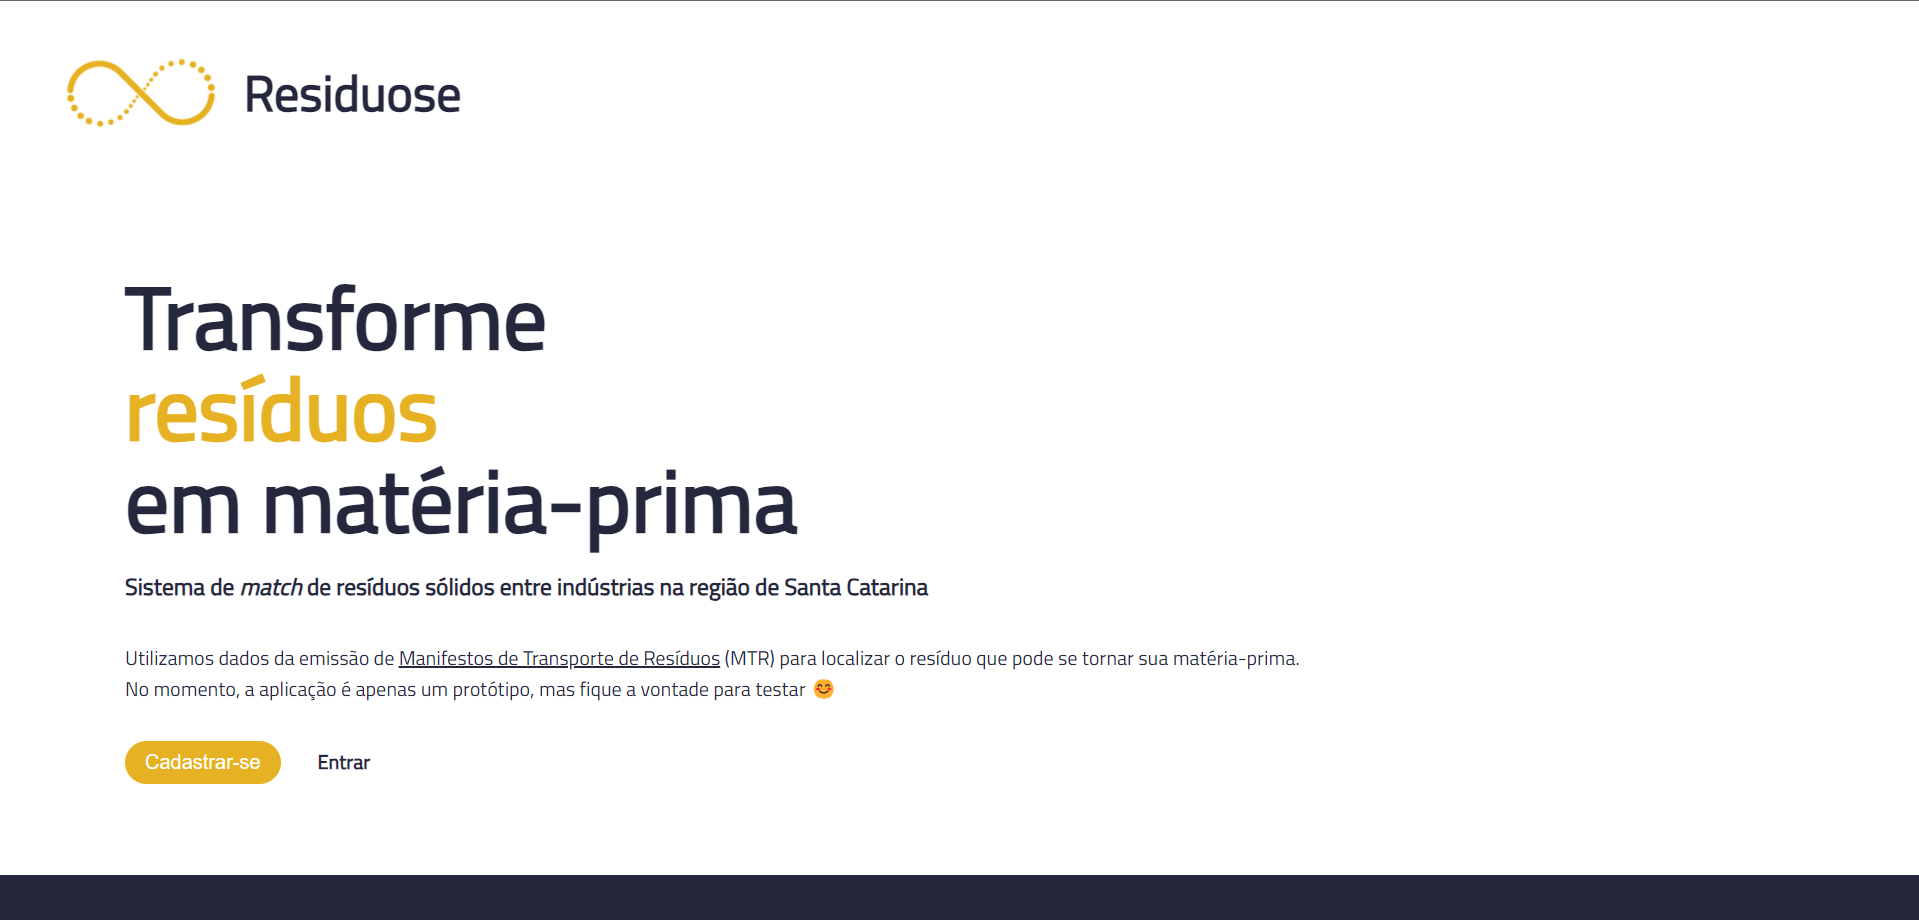 Residuose
Transforme
resíduos
em matéria-prima
Sistema de match de resíduos sólidos entre indústrias na região de Santa Catarina
Utilizamos dados da emissão de Manifestos de Transporte de Resíduos (MTR) para localizar o resíduo que pode se tornar sua matéria-prima.
No momento, a aplicação é apenas um protótipo, mas fique a vontade para testar 😊
Cadastrar-se Entrar